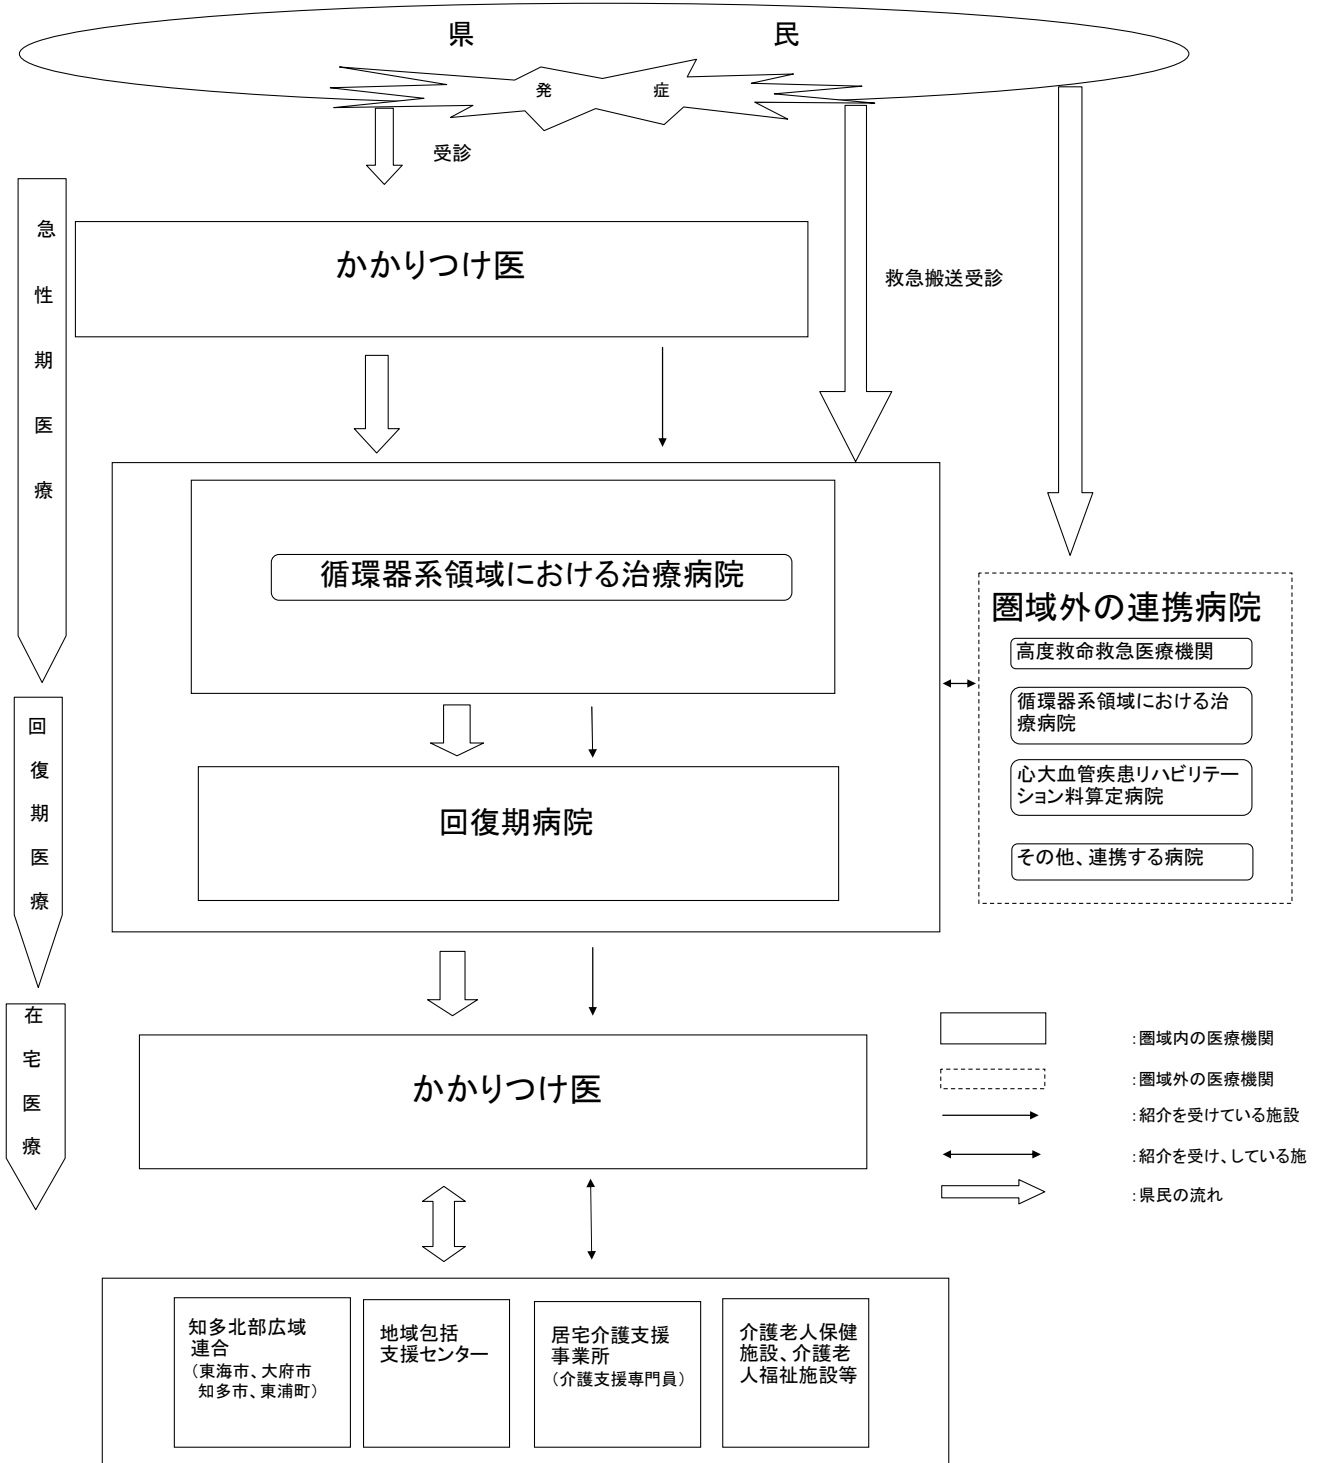 県 民
発 症
受診
急性期医療
かかりつけ医
救急搬送受診
循環器系領域における治療病院
圏域外の連携病院
高度救命救急医療機関
循環器系領域における治
療病院
心大血管疾患リハビリテー
ション料算定病院
その他、連携する病院
回復期医療
回復期病院
在宅医療
かかりつけ医
:圏域内の医療機関
:圏域外の医療機関
:紹介を受けている施設
:紹介を受け、している施
:県民の流れ
知多北部広域
連合
（東海市、大府市
知多市、東浦町）
地域包括
支援センター
居宅介護支援
事業所
（介護支援専門員）
介護老人保健
施設、介護老
人福祉施設等